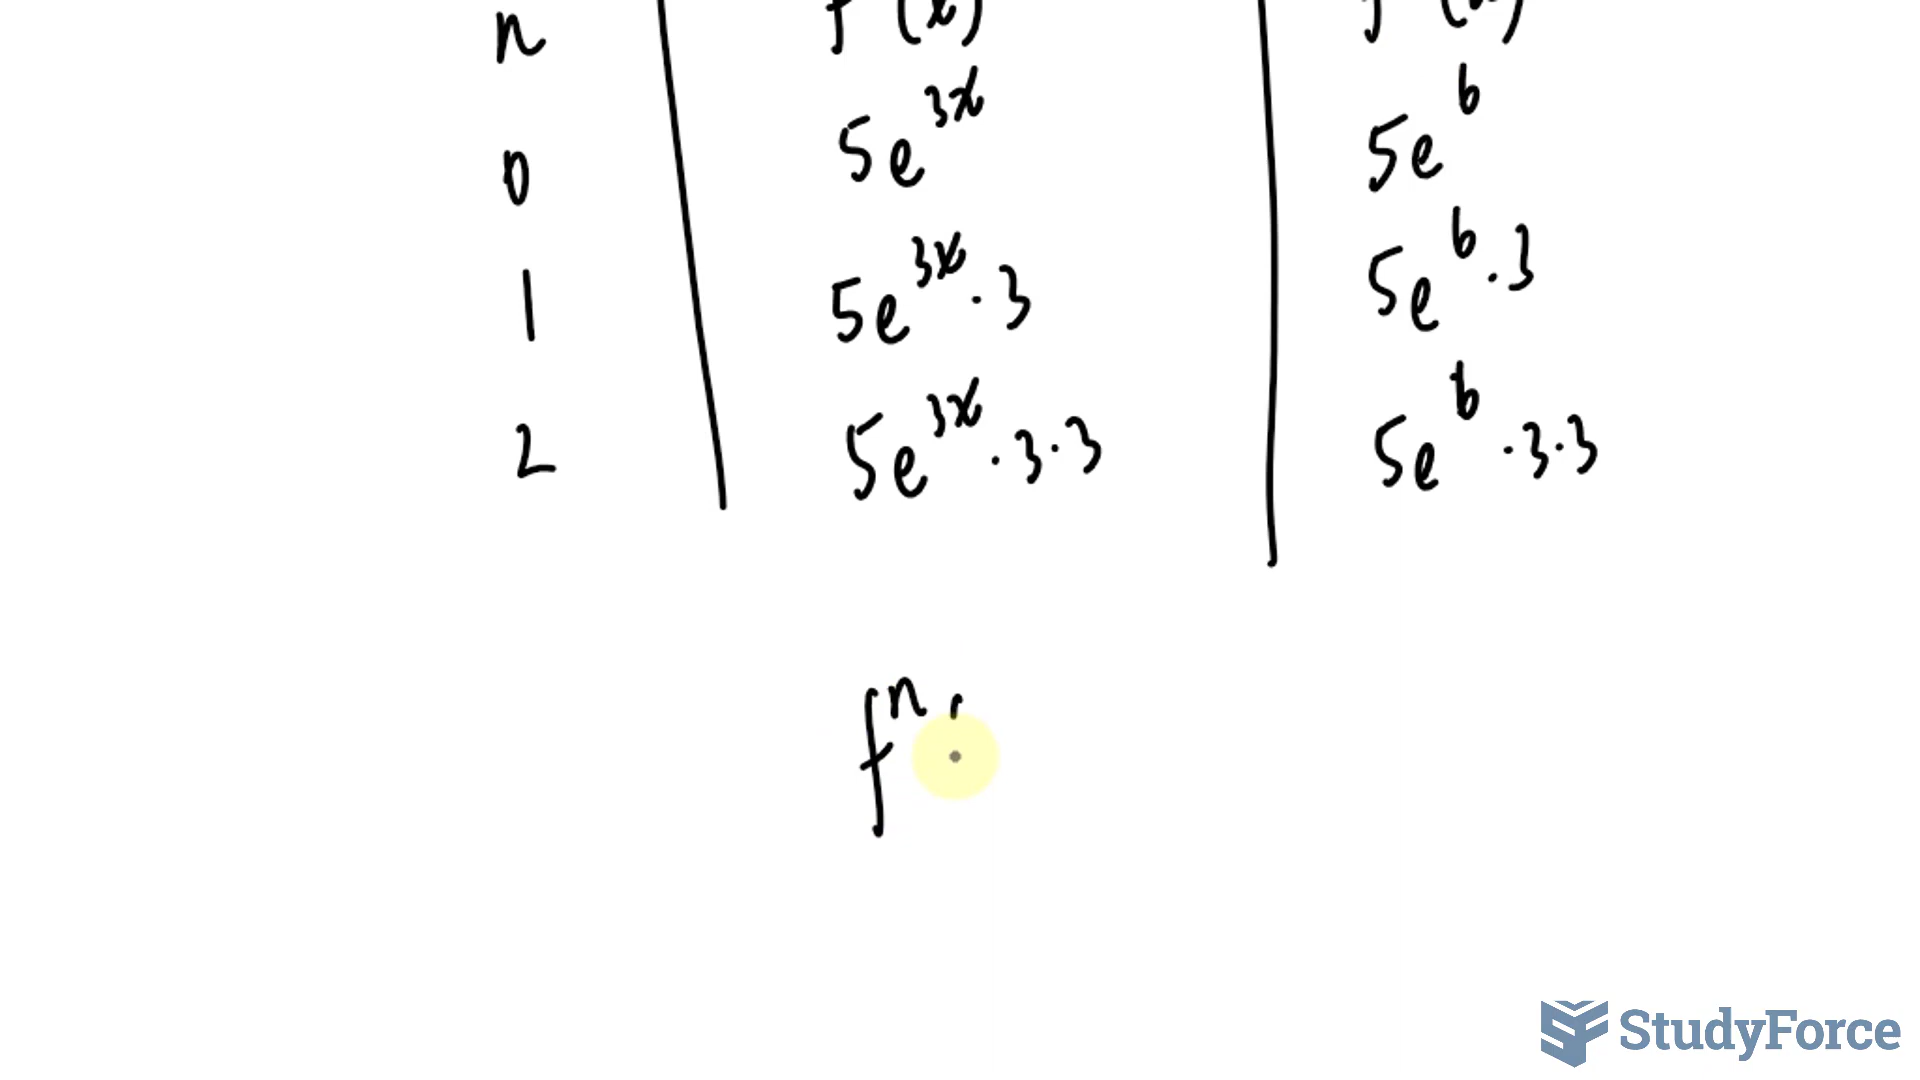 n f (x) f
0 5e^{3x} 5e^6
1 5e^{3x} · 3 5e^6 · 3
2 5e^{3x} · 3 · 3 5e^6 · 3 · 3
f^n
StudyForce